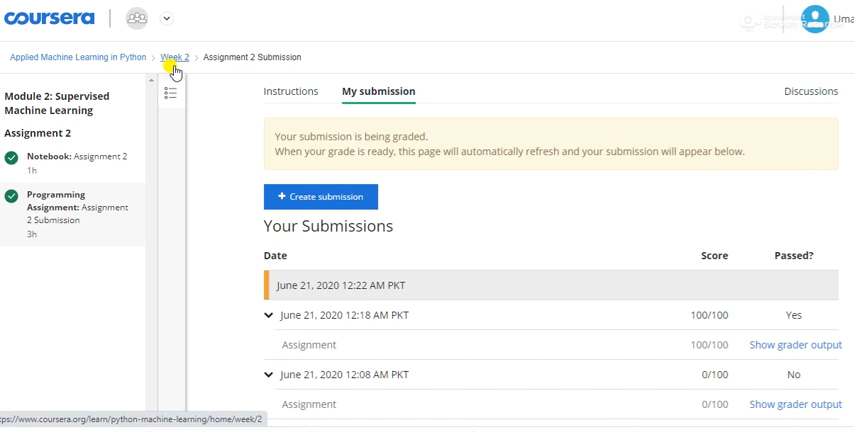 coursera
Uma
Applied Machine Learning in Python > Week 2 > Assignment 2 Submission
Module 2: Supervised
Machine Learning
Assignment 2
Notebook: Assignment 2
1h
Programming
Assignment: Assignment
2 Submission
3h
Instructions
My submission
Discussions
Your submission is being graded.
When your grade is ready, this page will automatically refresh and your submission will appear below.
+ Create submission
Your Submissions
Date Score Passed?
June 21, 2020 12:22 AM PKT
June 21, 2020 12:18 AM PKT 100/100 Yes
Assignment 100/100 Show grader output
June 21, 2020 12:08 AM PKT 0/100 No
Assignment 0/100 Show grader output
tps://www.coursera.org/learn/python-machine-learning/home/week/2